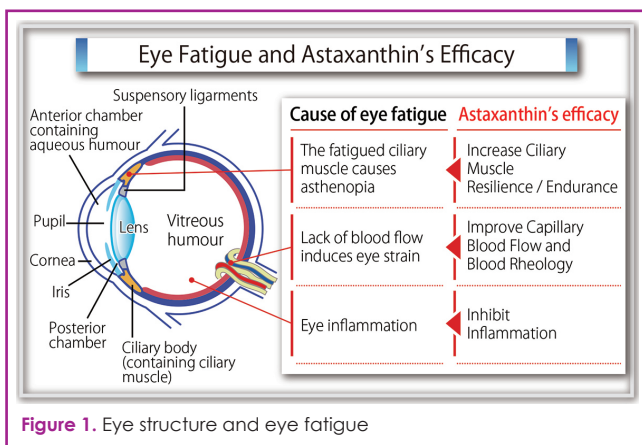 Eye Fatigue and Astaxanthin's Efficacy
Suspensory ligarments
Anterior chamber
containing
aqueous humour
Pupil
Lens
Vitreous
humour
Cornea
Iris
Posterior
chamber
Ciliary body
(containing ciliary
muscle)
Cause of eye fatigue
Astaxanthin's efficacy
The fatigued ciliary
muscle causes
asthenopia
Increase Ciliary
Muscle
Resilience / Endurance
Lack of blood flow
induces eye strain
Improve Capillary
Blood Flow and
Blood Rheology
Eye inflammation
Inhibit
Inflammation
Figure 1. Eye structure and eye fatigue